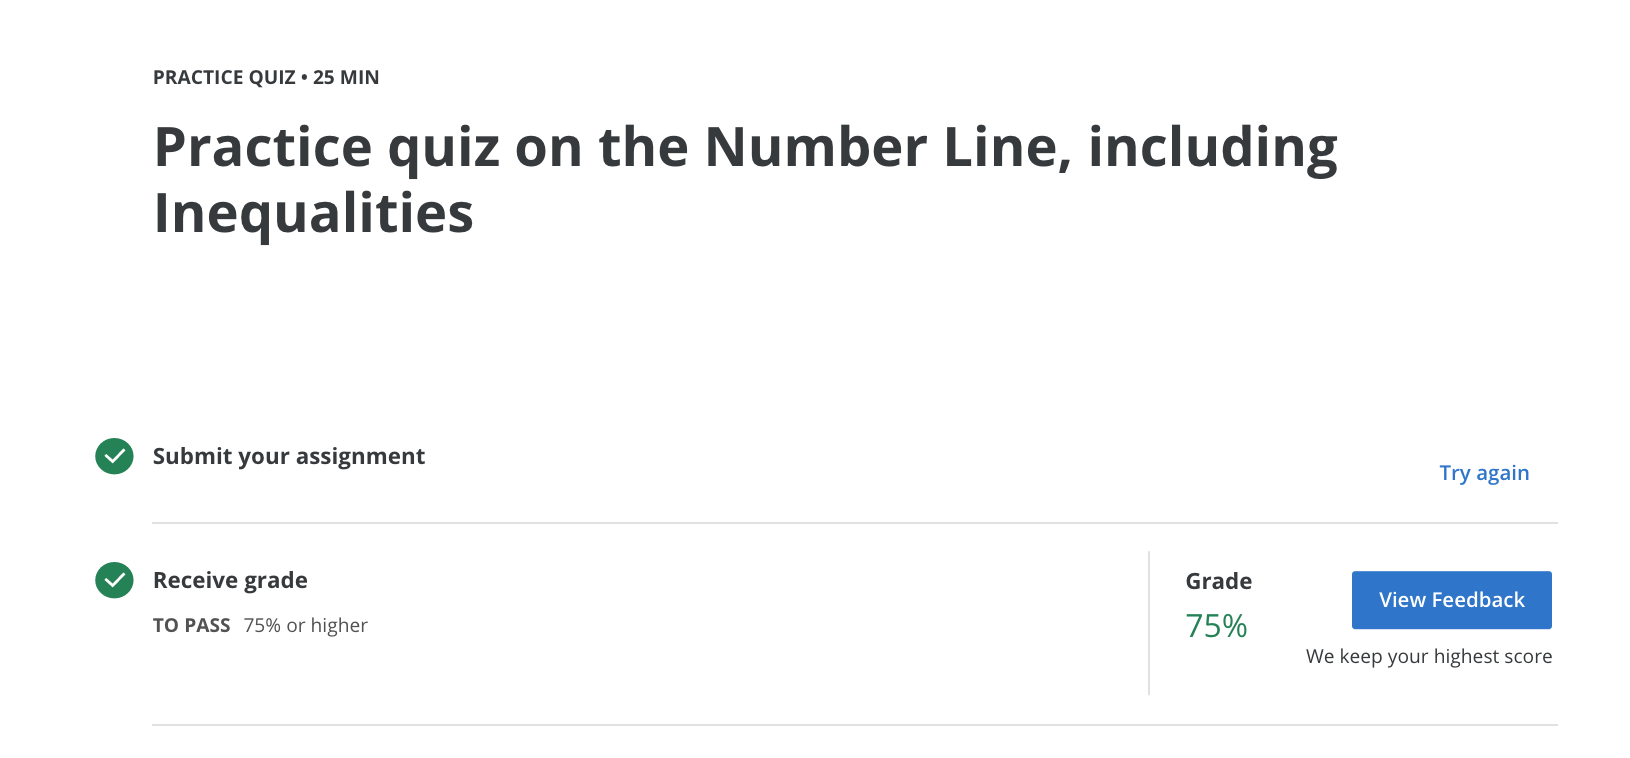 PRACTICE QUIZ • 25 MIN
Practice quiz on the Number Line, including
Inequalities
Submit your assignment
Try again
Receive grade
TO PASS 75% or higher
Grade
75%
View Feedback
We keep your highest score